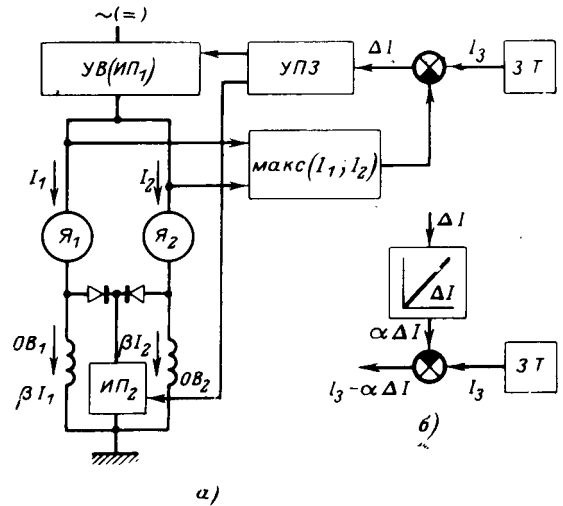 ~(=)
УВ(ИП₁)
УПЗ
ΔI
I₃
ЗТ
макс(I₁; I₂)
I₁
I₂
Я₁
Я₂
ΔI
ΔI
αΔI
ОВ₁
βI₁
βI₂
ИП₂
ОВ₂
I₃-αΔI
I₃
ЗТ
б)
а)